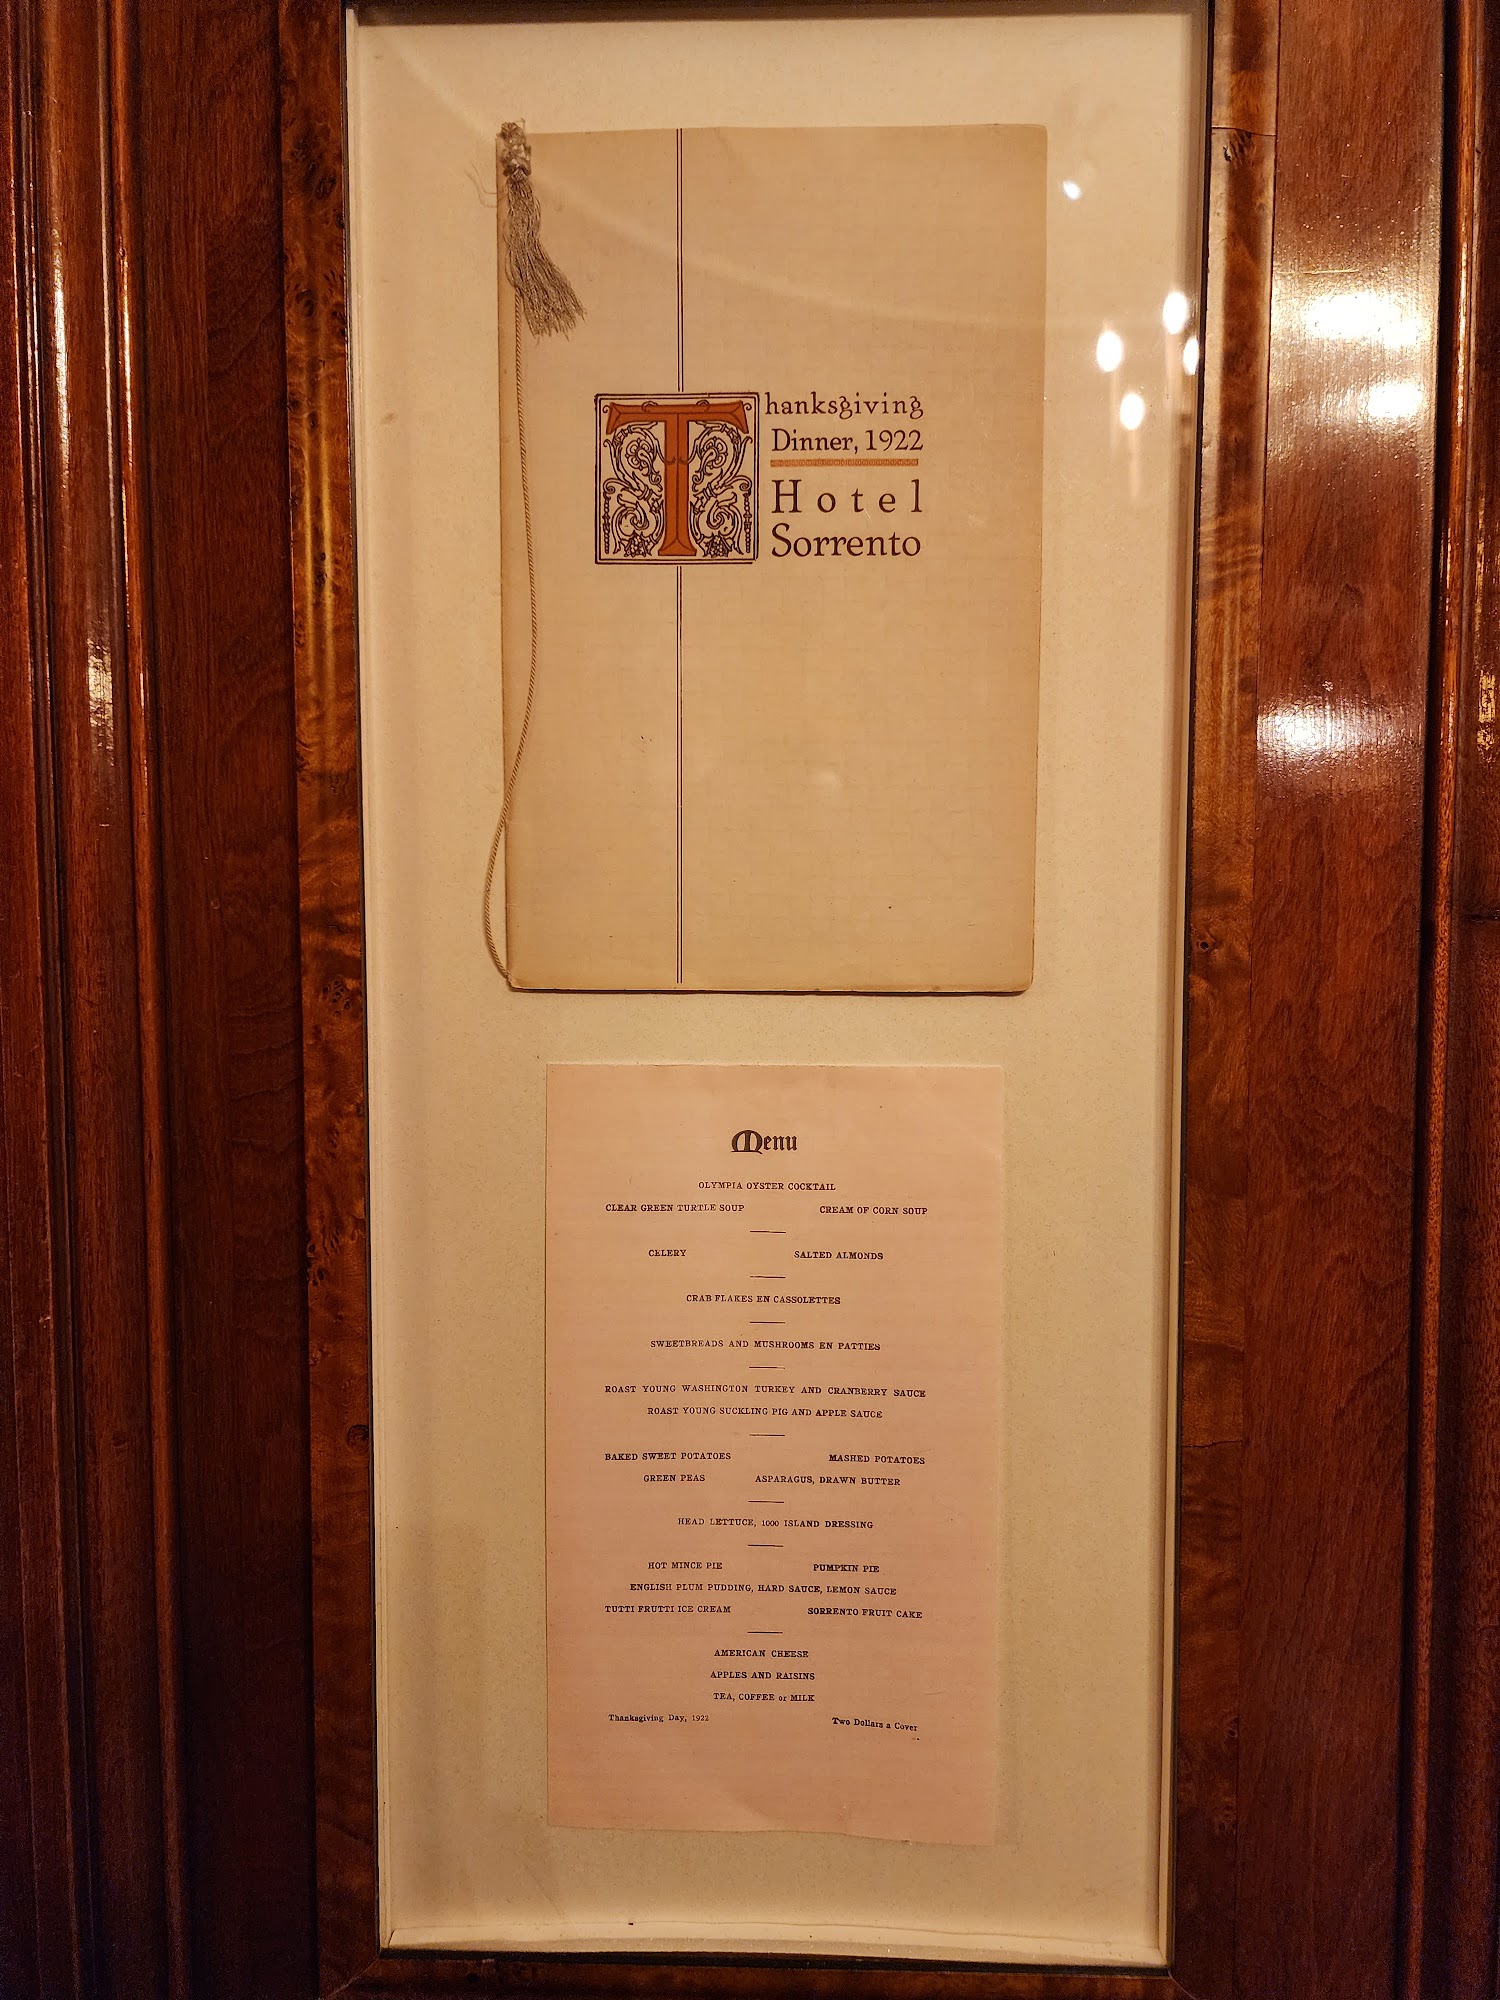 Thanksgiving
Dinner, 1922
Hotel
Sorrento
Menu
OLYMPIA OYSTER COCKTAIL
CLEAR GREEN TURTLE SOUP CREAM OF CORN SOUP
CELERY SALTED ALMONDS
CRAB FLAKES EN CASSOLETTES
SWEETBREADS AND MUSHROOMS EN PATTIES
ROAST YOUNG WASHINGTON TURKEY AND CRANBERRY SAUCE
ROAST YOUNG SUCKLING PIG AND APPLE SAUCE
BAKED SWEET POTATOES MASHED POTATOES
GREEN PEAS ASPARAGUS, DRAWN BUTTER
HEAD LETTUCE, 1000 ISLAND DRESSING
HOT MINCE PIE PUMPKIN PIE
ENGLISH PLUM PUDDING, HARD SAUCE, LEMON SAUCE
TUTTI FRUTTI ICE CREAM SORRENTO FRUIT CAKE
AMERICAN CHEESE
APPLES AND RAISINS
TEA, COFFEE or MILK
Thanksgiving Day, 1922 Two Dollars a Cover